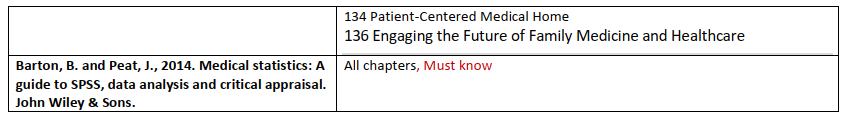 134 Patient-Centered Medical Home
136 Engaging the Future of Family Medicine and Healthcare
Barton, B. and Peat, J., 2014. Medical statistics: A
guide to SPSS, data analysis and critical appraisal.
John Wiley & Sons.
All chapters, Must know